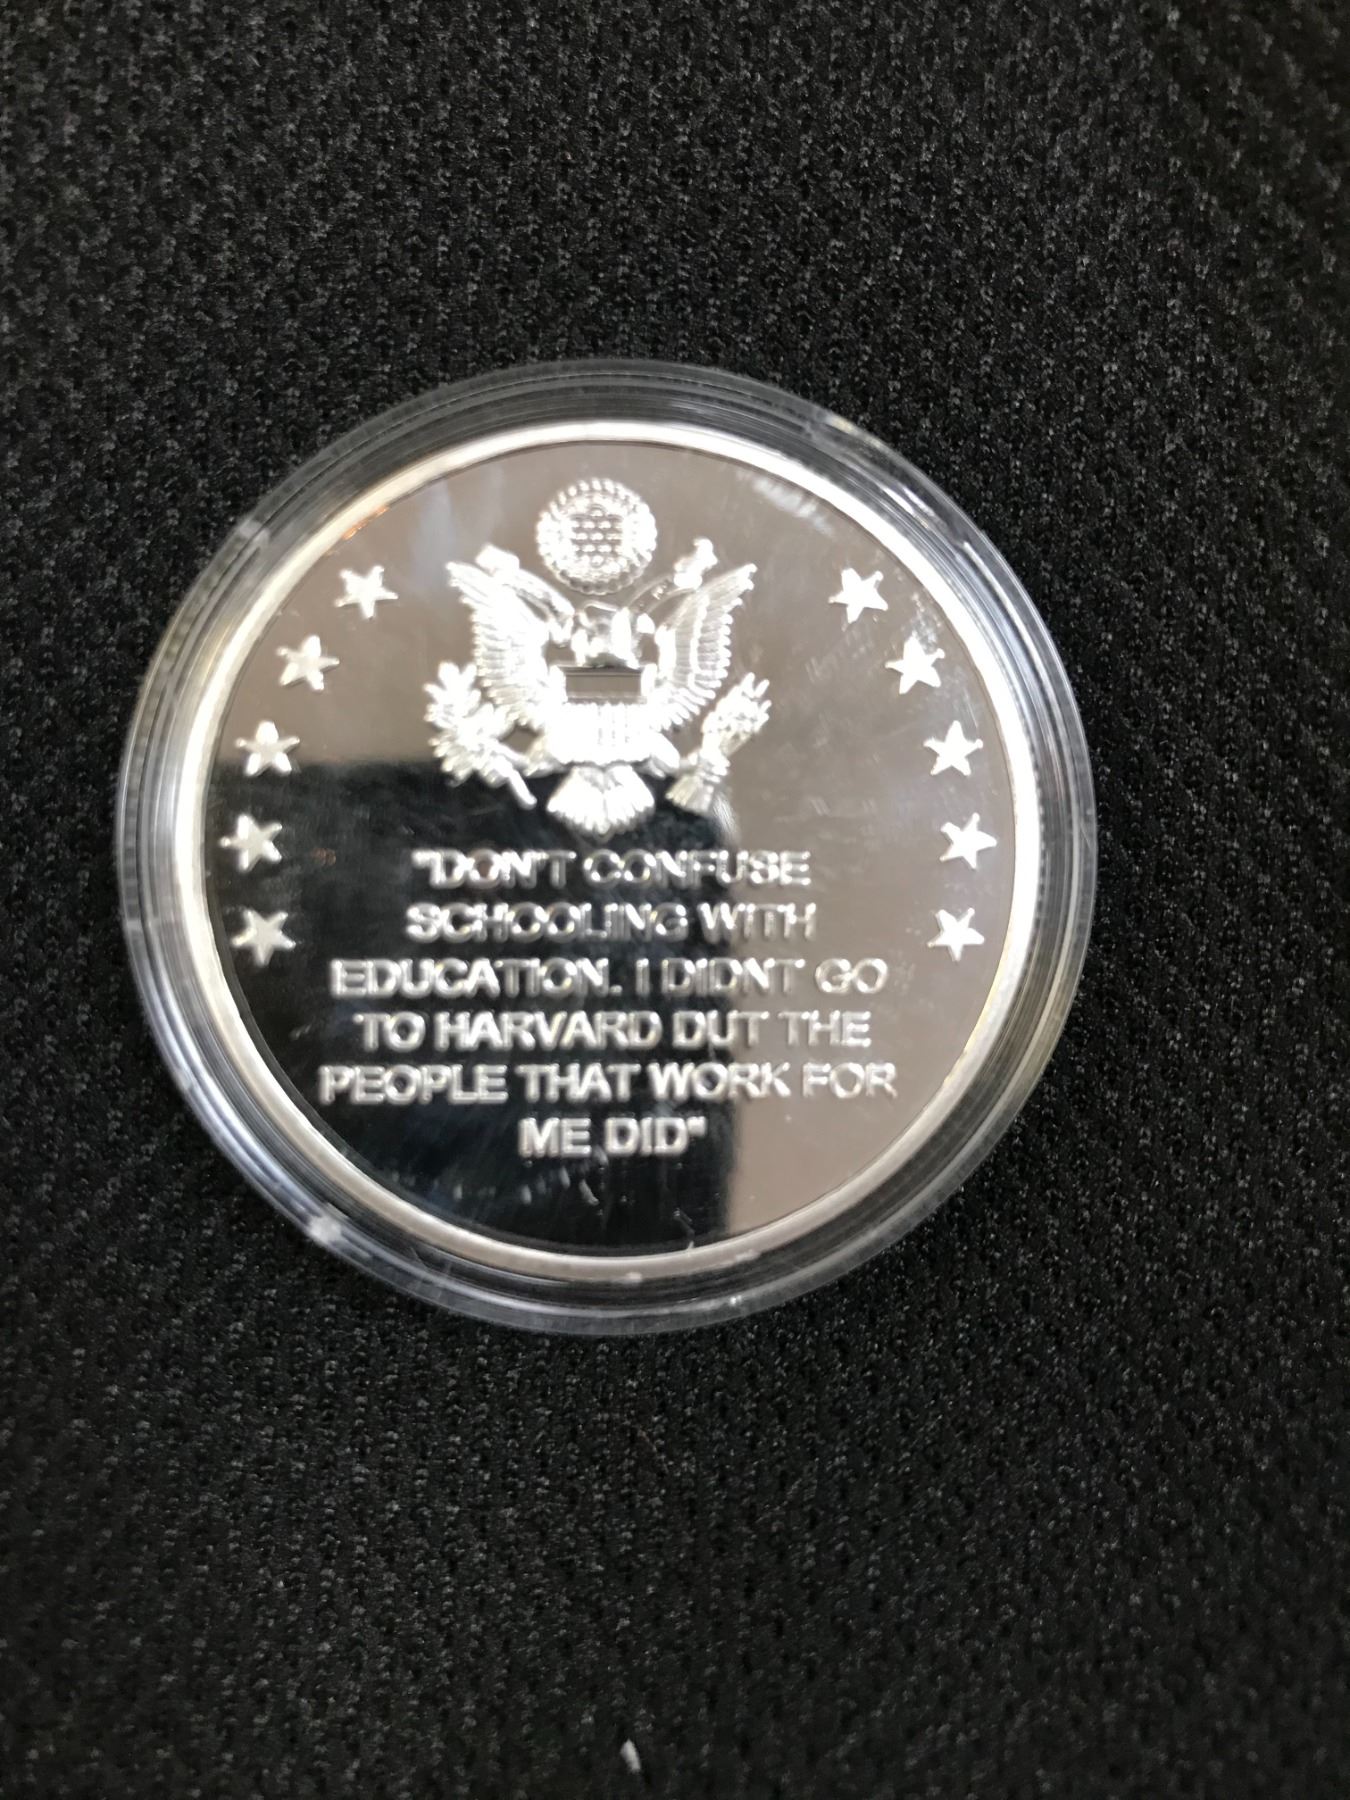 "DON'T CONFUSE
SCHOOLING WITH
EDUCATION. I DIDNT GO
TO HARVARD DUT THE
PEOPLE THAT WORK FOR
ME DID"